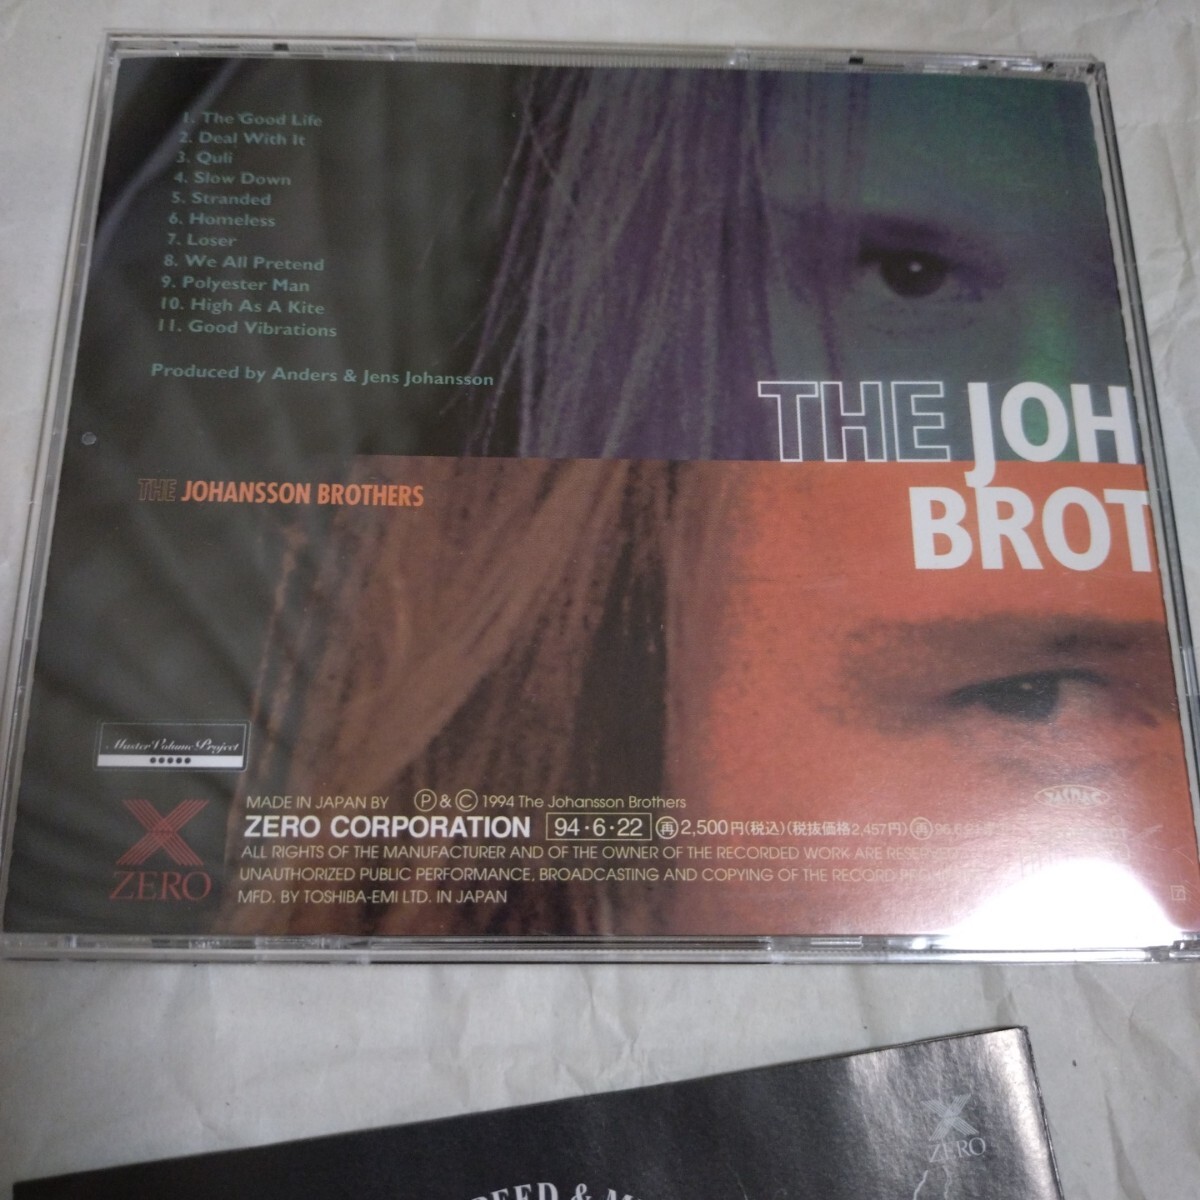 1. The Good Life
2. Deal With It
3. Quli
4. Slow Down
5. Stranded
6. Homeless
7. Loser
8. We All Pretend
9. Polyester Man
10. High As A Kite
11. Good Vibrations
Produced by Anders & Jens Johansson
THE JOH
BROT
THE JOHANSSON BROTHERS
Master Volume Project
ZERO
MADE IN JAPAN BY Ⓟ & Ⓒ 1994 The Johansson Brothers
ZERO CORPORATION 94・6・22 ㊢2,500円(税込)(税抜価格2,457円)
ALL RIGHTS OF THE MANUFACTURER AND OF THE OWNER OF THE RECORDED WORK ARE
UNAUTHORIZED PUBLIC PERFORMANCE, BROADCASTING AND COPYING OF THE RECORD
MFD. BY TOSHIBA-EMI LTD. IN JAPAN
JASRAC
ZERO